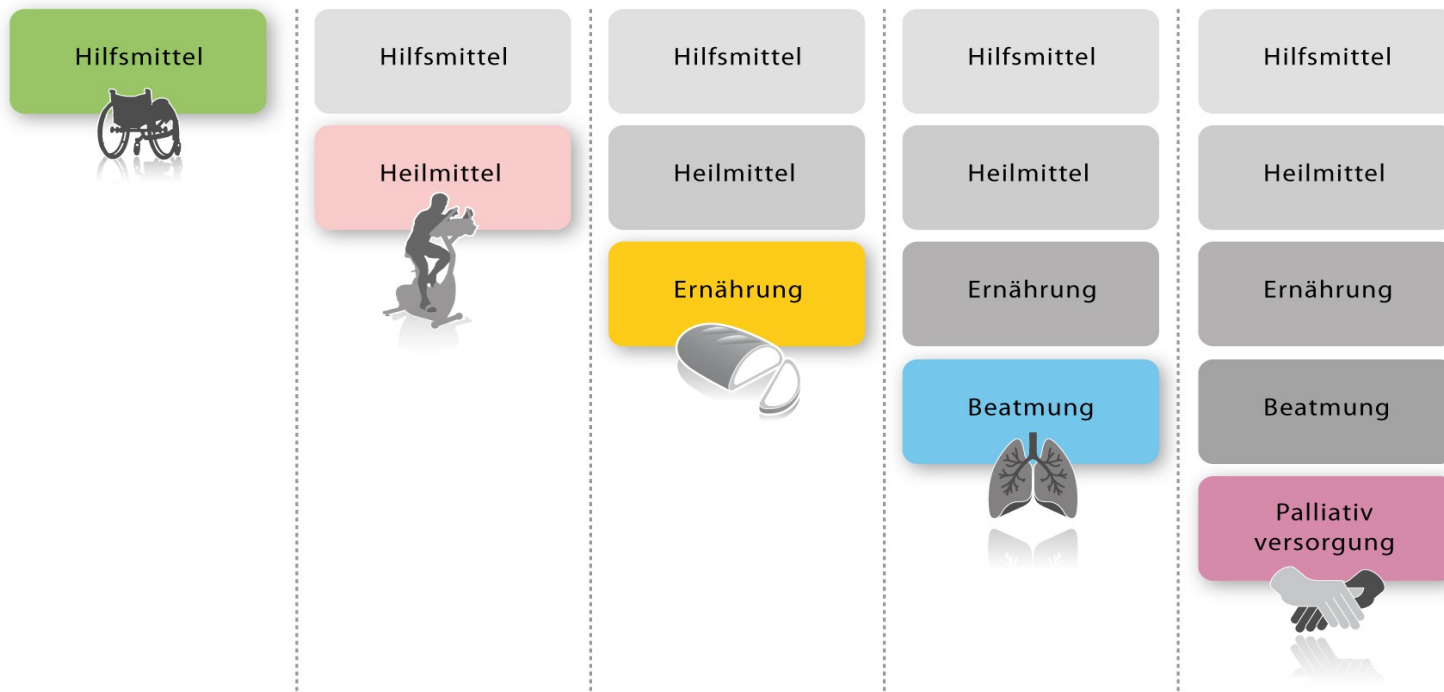 Hilfsmittel
Hilfsmittel
Hilfsmittel
Hilfsmittel
Hilfsmittel
Heilmittel
Heilmittel
Heilmittel
Heilmittel
Ernährung
Ernährung
Ernährung
Beatmung
Beatmung
Palliativ
versorgung